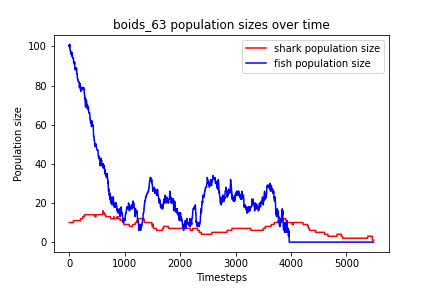 boids_63 population sizes over time
shark population size
fish population size
Population size
100
80
60
40
20
0
0 1000 2000 3000 4000 5000
Timesteps